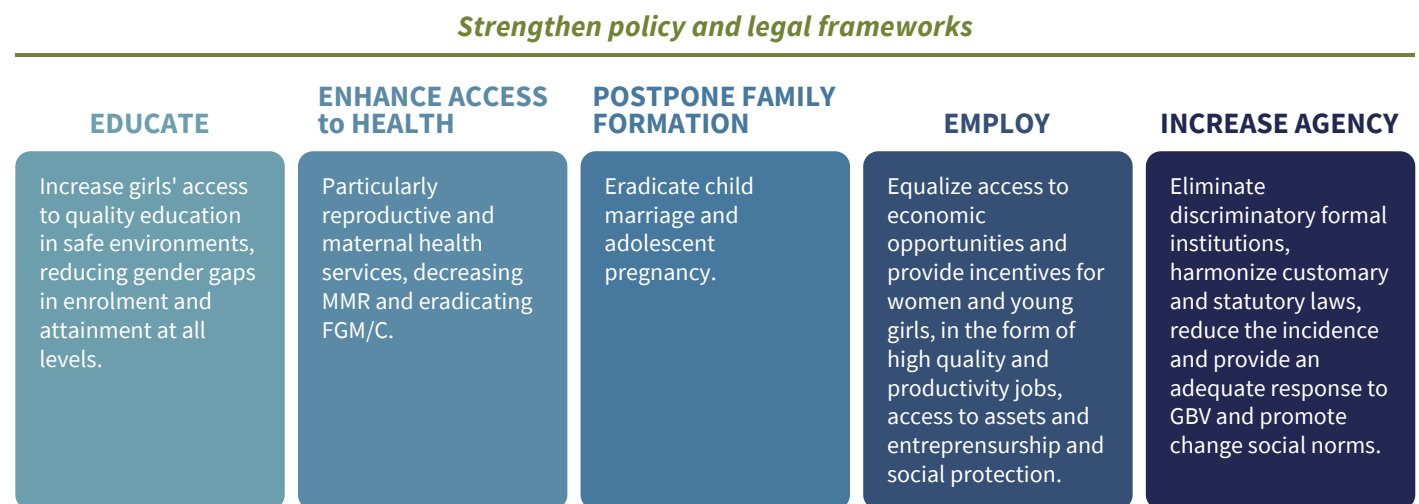 Strengthen policy and legal frameworks
EDUCATE
Increase girls' access
to quality education
in safe environments,
reducing gender gaps
in enrolment and
attainment at all
levels.
ENHANCE ACCESS
to HEALTH
Particularly
reproductive and
maternal health
services, decreasing
MMR and eradicating
FGM/C.
POSTPONE FAMILY
FORMATION
Eradicate child
marriage and
adolescent
pregnancy.
EMPLOY
Equalize access to
economic
opportunities and
provide incentives for
women and young
girls, in the form of
high quality and
productivity jobs,
access to assets and
entreprensurship and
social protection.
INCREASE AGENCY
Eliminate
discriminatory formal
institutions,
harmonize customary
and statutory laws,
reduce the incidence
and provide an
adequate response to
GBV and promote
change social norms.